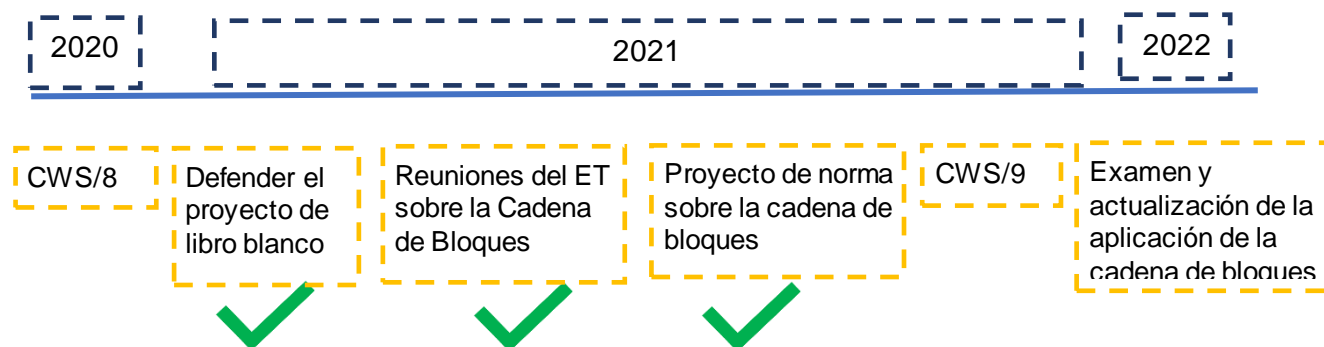 2020
2021
2022
CWS/8
Defender el
proyecto de
libro blanco
Reuniones del ET
sobre la Cadena
de Bloques
Proyecto de norma
sobre la cadena de
bloques
CWS/9
Examen y
actualización de la
aplicación de la
cadena de bloques